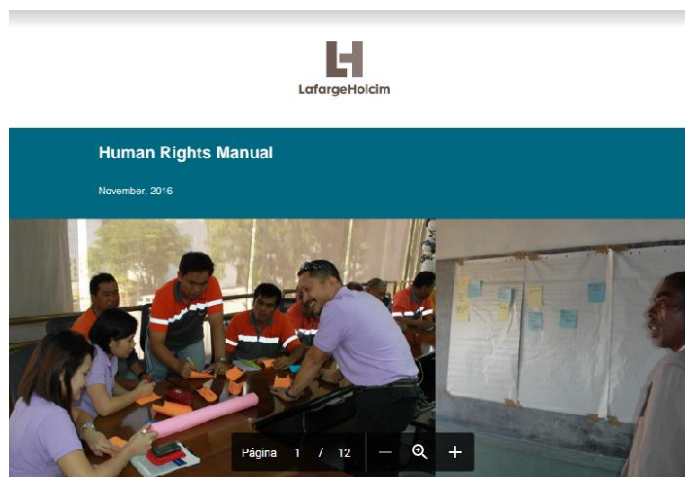 LafargeHolcim
Human Rights Manual
November, 2016
Página 1 / 12